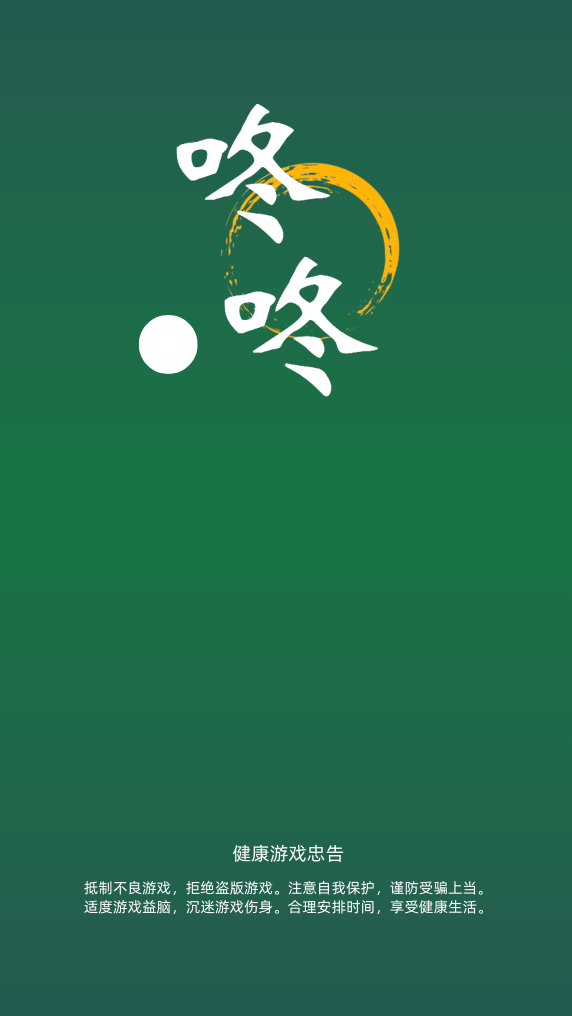 咚
咚
健康游戏忠告
抵制不良游戏，拒绝盗版游戏。注意自我保护，谨防受骗上当。
适度游戏益脑，沉迷游戏伤身。合理安排时间，享受健康生活。